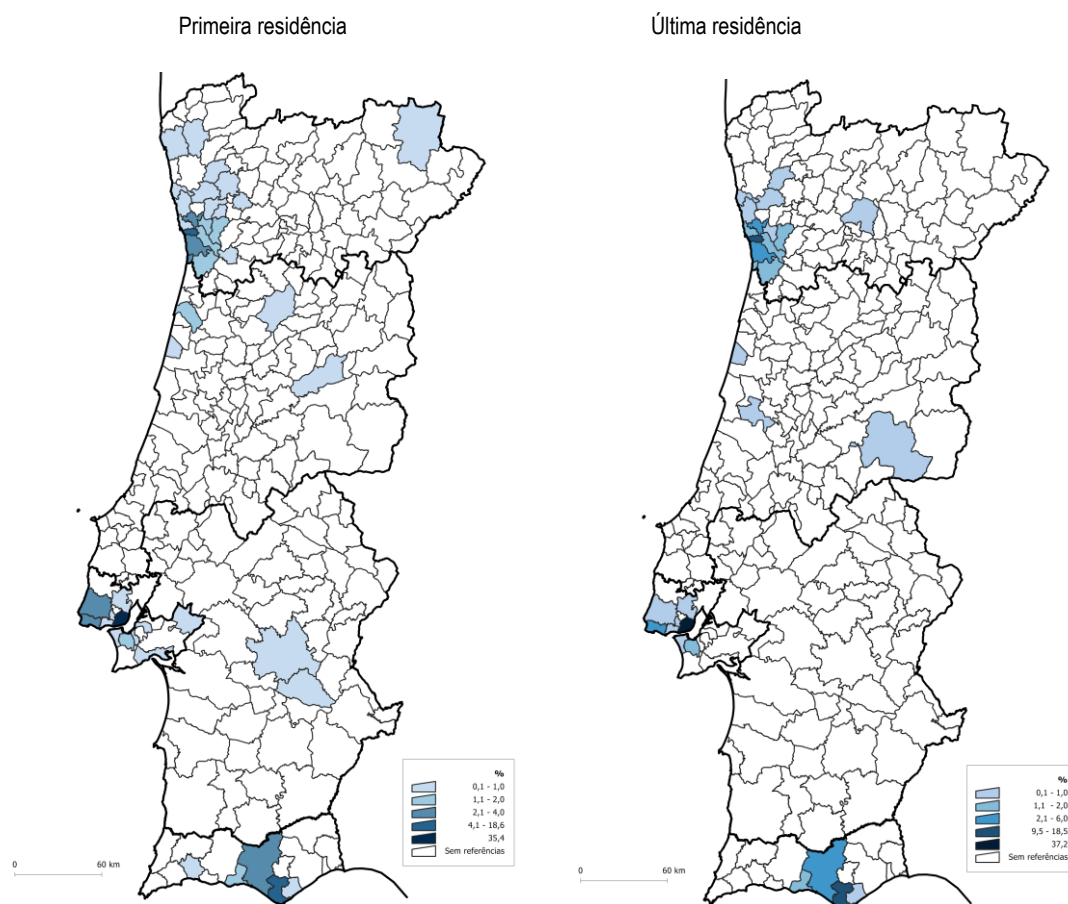 Primeira residência
Última residência
%
0,1 - 1,0
1,1 - 2,0
2,1 - 4,0
4,1 - 18,6
35,4
Sem referências
0
60 km
%
0,1 - 1,0
1,1 - 2,0
2,1 - 6,0
9,5 - 18,5
37,2
Sem referências
0
60 km